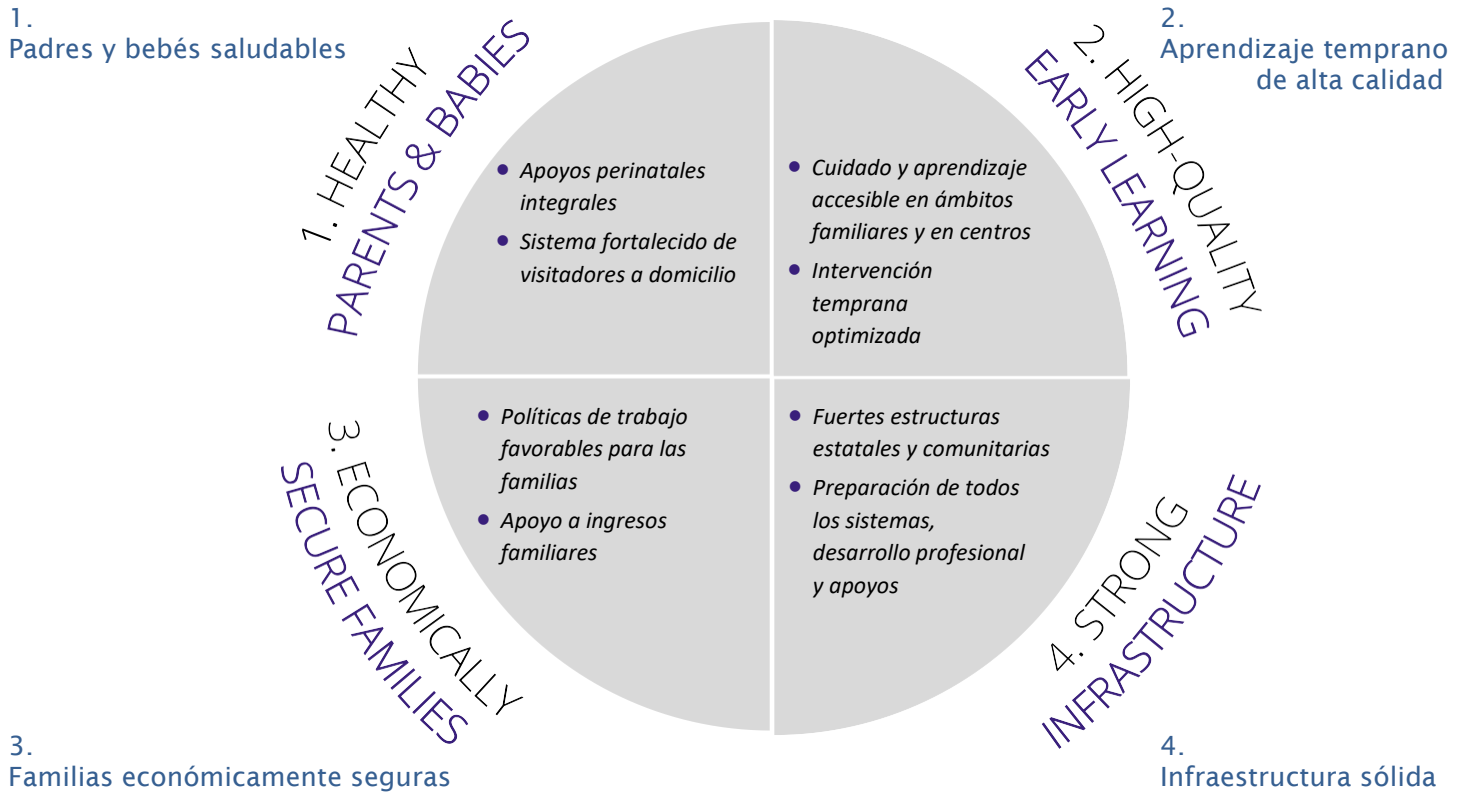 1.
Padres y bebés saludables
1. HEALTHY
PARENTS & BABIES
• Apoyos perinatales
integrales
• Sistema fortalecido de
visitadores a domicilio
2.
Aprendizaje temprano
de alta calidad
2. HIGH-QUALITY
EARLY LEARNING
• Cuidado y aprendizaje
accesible en ámbitos
familiares y en centros
• Intervención
temprana
optimizada
3. ECONOMICALLY
SECURE FAMILIES
• Políticas de trabajo
favorables para las
familias
• Apoyo a ingresos
familiares
3.
Familias económicamente seguras
• Fuertes estructuras
estatales y comunitarias
• Preparación de todos
los sistemas,
desarrollo profesional
y apoyos
4. STRONG
INFRASTRUCTURE
4.
Infraestructura sólida